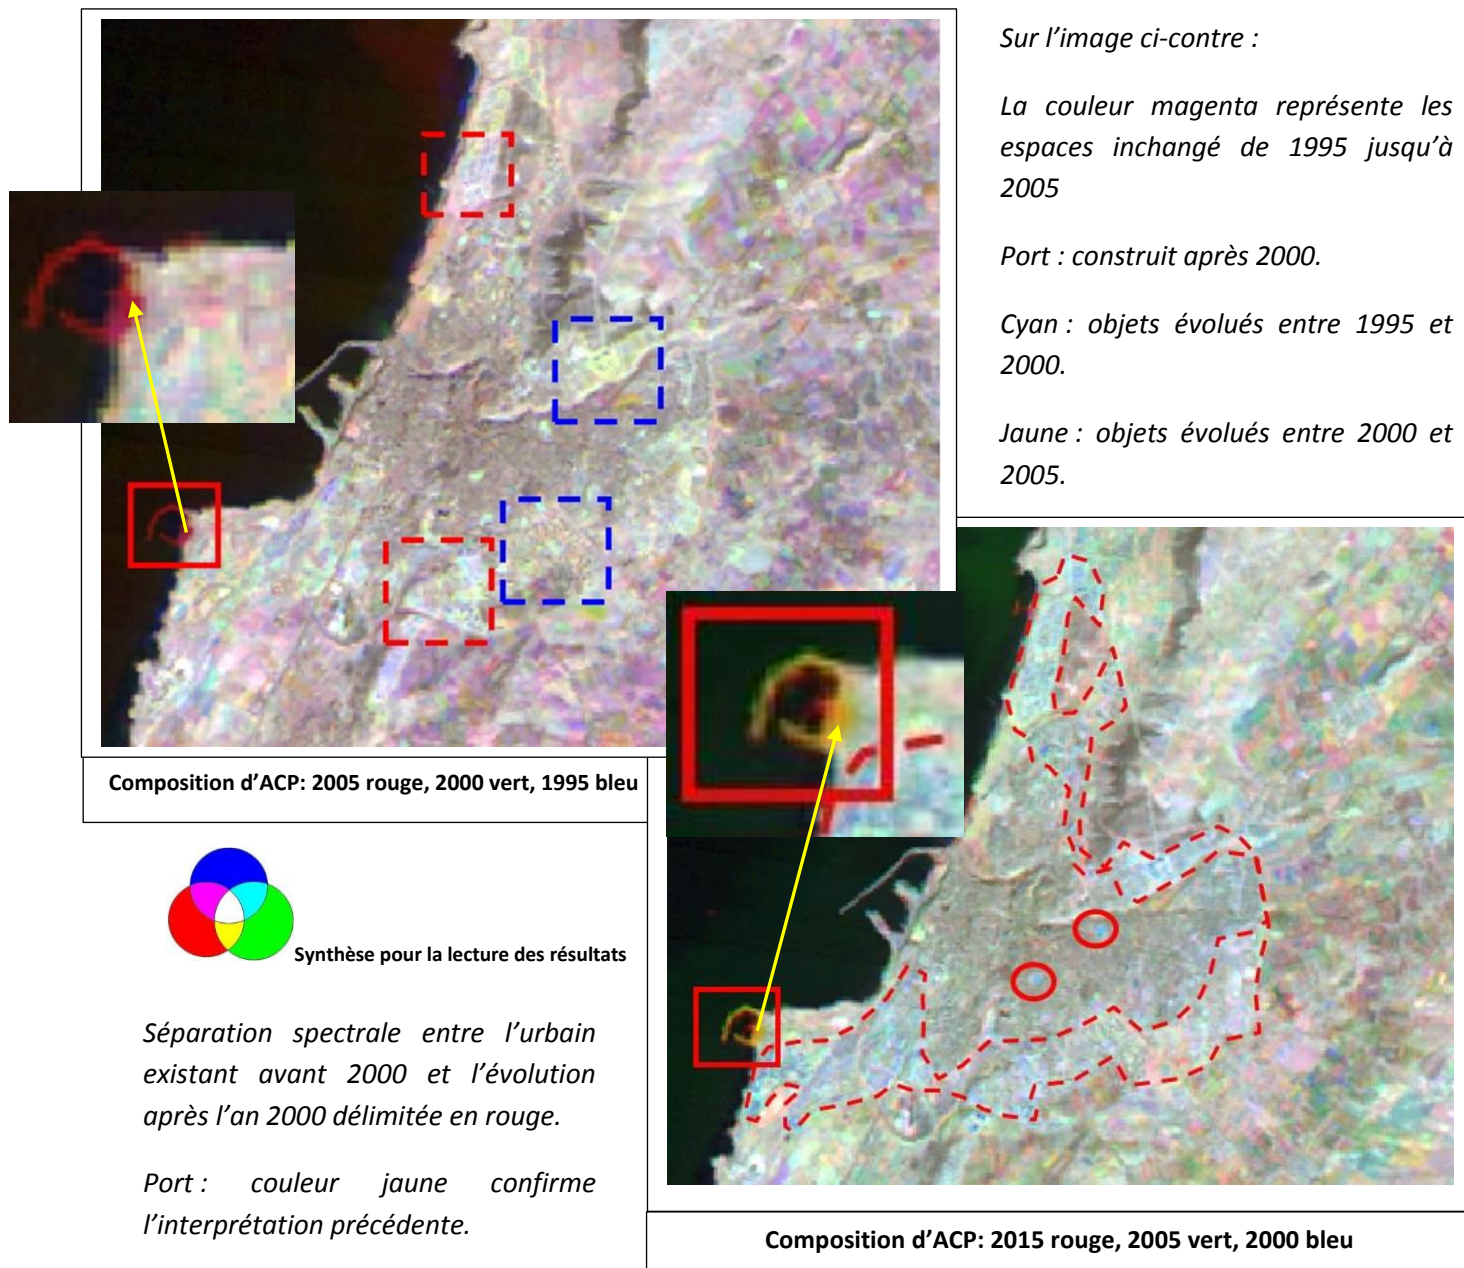 Sur l'image ci-contre :
La couleur magenta représente les
espaces inchangé de 1995 jusqu'à
2005
Port : construit après 2000.
Cyan : objets évolués entre 1995 et
2000.
Jaune : objets évolués entre 2000 et
2005.
Composition d'ACP: 2005 rouge, 2000 vert, 1995 bleu
Synthèse pour la lecture des résultats
Séparation spectrale entre l'urbain
existant avant 2000 et l'évolution
après l'an 2000 délimitée en rouge.
Port : couleur jaune confirme
l'interprétation précédente.
Composition d'ACP: 2015 rouge, 2005 vert, 2000 bleu